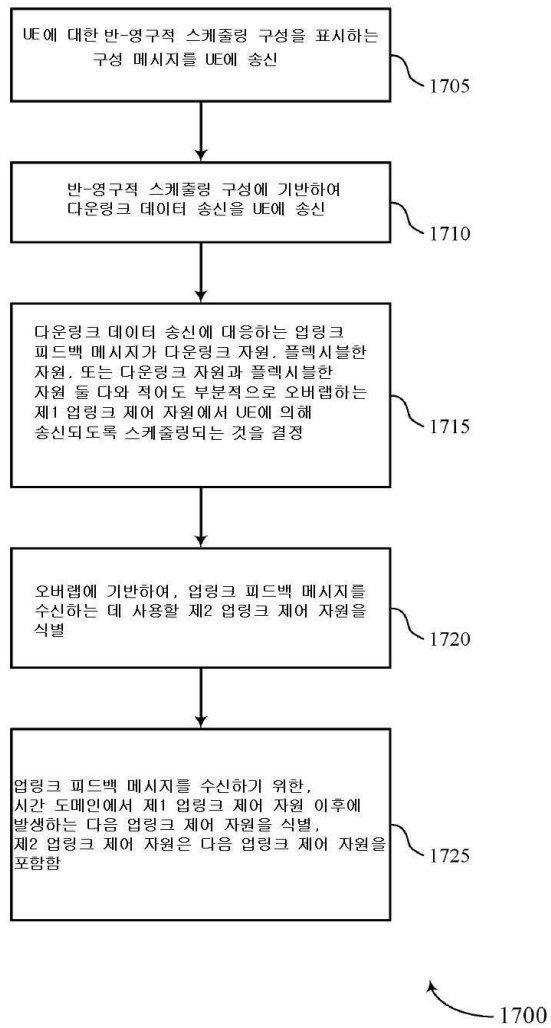 UE에 대한 반-영구적 스케줄링 구성을 표시하는
구성 메시지를 UE에 송신
1705
반-영구적 스케줄링 구성에 기반하여
다운링크 데이터 송신을 UE에 송신
1710
다운링크 데이터 송신에 대응하는 업링크
피드백 메시지가 다운링크 자원, 플렉시블한
자원, 또는 다운링크 자원과 플렉시블한
자원 둘 다와 적어도 부분적으로 오버랩하는
제1 업링크 제어 자원에서 UE에 의해
송신되도록 스케줄링되는 것을 결정
1715
오버랩에 기반하여, 업링크 피드백 메시지를
수신하는 데 사용할 제2 업링크 제어 자원을
식별
1720
업링크 피드백 메시지를 수신하기 위한,
시간 도메인에서 제1 업링크 제어 자원 이후에
발생하는 다음 업링크 제어 자원을 식별,
제2 업링크 제어 자원은 다음 업링크 제어 자원을
포함함
1725
1700